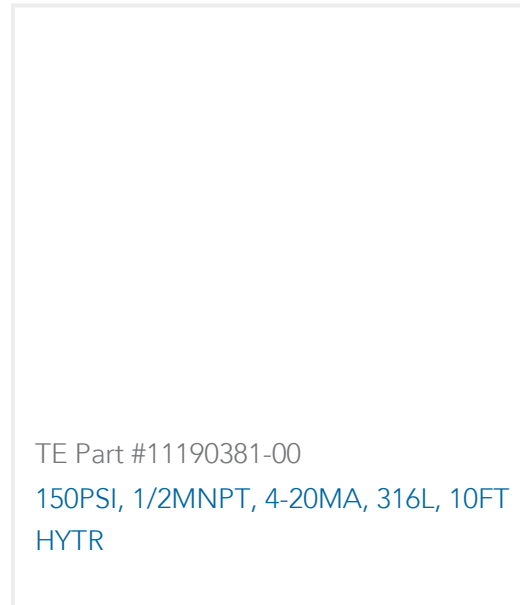 TE Part #11190381-00
150PSI, 1/2MNPT, 4-20MA, 316L, 10FT
HYTR